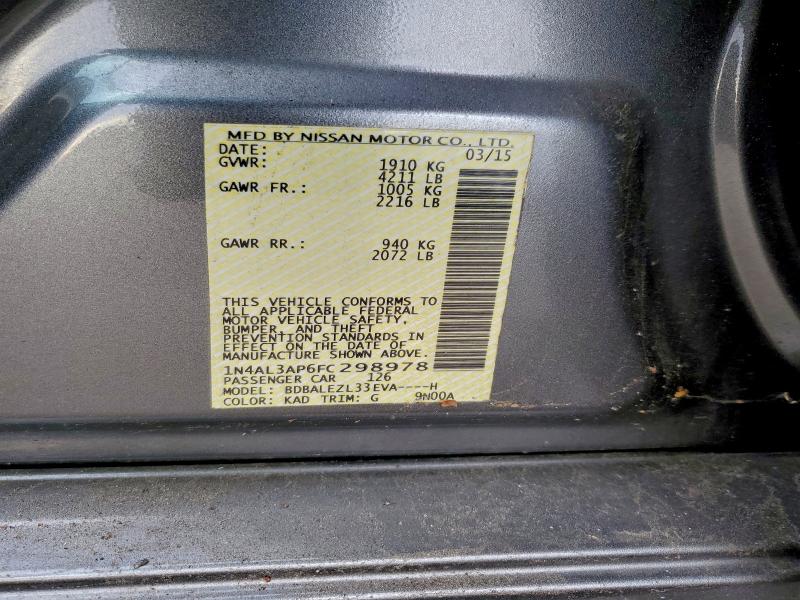 MFD BY NISSAN MOTOR CO., LTD.
DATE: 03/15
GVWR: 1910 KG
4211 LB
GAWR FR.: 1005 KG
2216 LB
GAWR RR.: 940 KG
2072 LB
THIS VEHICLE CONFORMS TO
ALL APPLICABLE FEDERAL
MOTOR VEHICLE SAFETY,
BUMPER, AND THEFT
PREVENTION STANDARDS IN
EFFECT ON THE DATE OF
MANUFACTURE SHOWN ABOVE.
1N4AL3AP6FC298978
PASSENGER CAR 126
MODEL: BDBALEZL33EVA----H
COLOR: KAD TRIM: G 9N00A